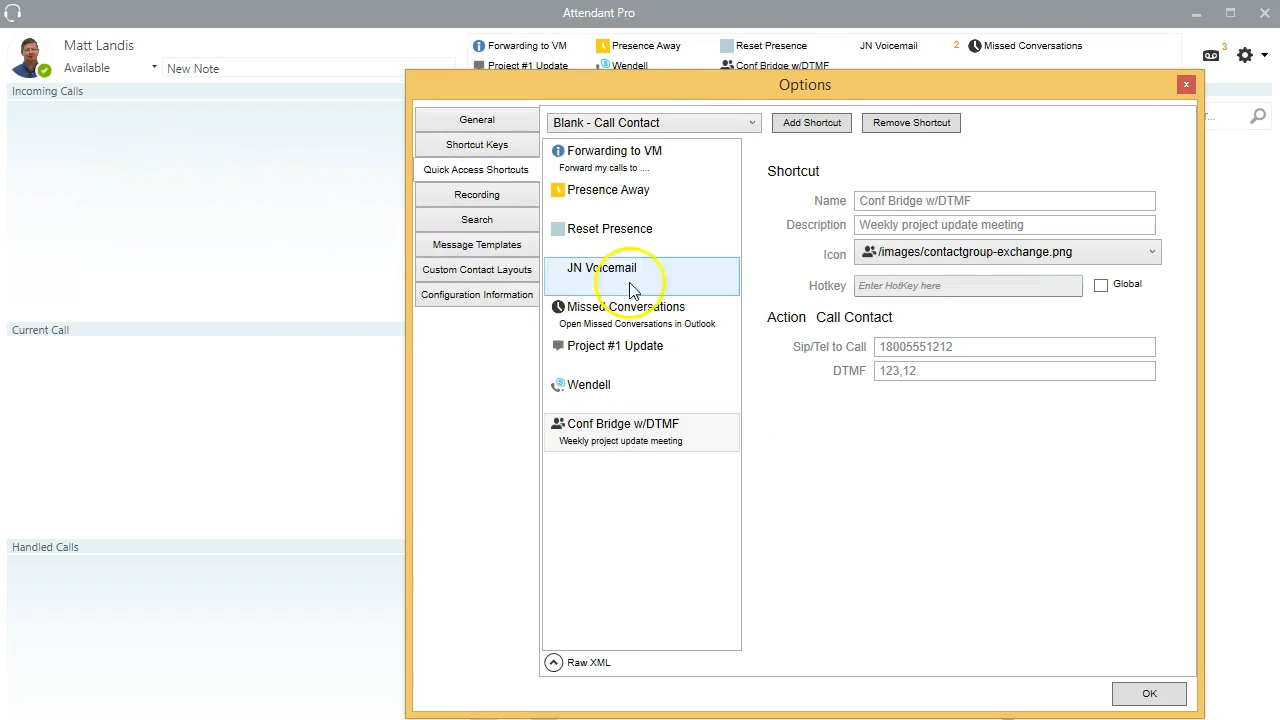 Attendant Pro
Matt Landis
Available
New Note
Forwarding to VM
Presence Away
Reset Presence
JN Voicemail
2
Missed Conversations
Project #1 Update
Wendell
Conf Bridge w/DTMF
3
Incoming Calls
Current Call
Handled Calls
Options
x
General
Shortcut Keys
Quick Access Shortcuts
Recording
Search
Message Templates
Custom Contact Layouts
Configuration Information
Blank - Call Contact
Add Shortcut
Remove Shortcut
Forwarding to VM
Forward my calls to ....
Presence Away
Reset Presence
JN Voicemail
Missed Conversations
Open Missed Conversations in Outlook
Project #1 Update
Wendell
Conf Bridge w/DTMF
Weekly project update meeting
Raw XML
Shortcut
Name Conf Bridge w/DTMF
Description Weekly project update meeting
Icon /images/contactgroup-exchange.png
Hotkey Enter HotKey here Global
Action Call Contact
Sip/Tel to Call 18005551212
DTMF 123,12
OK